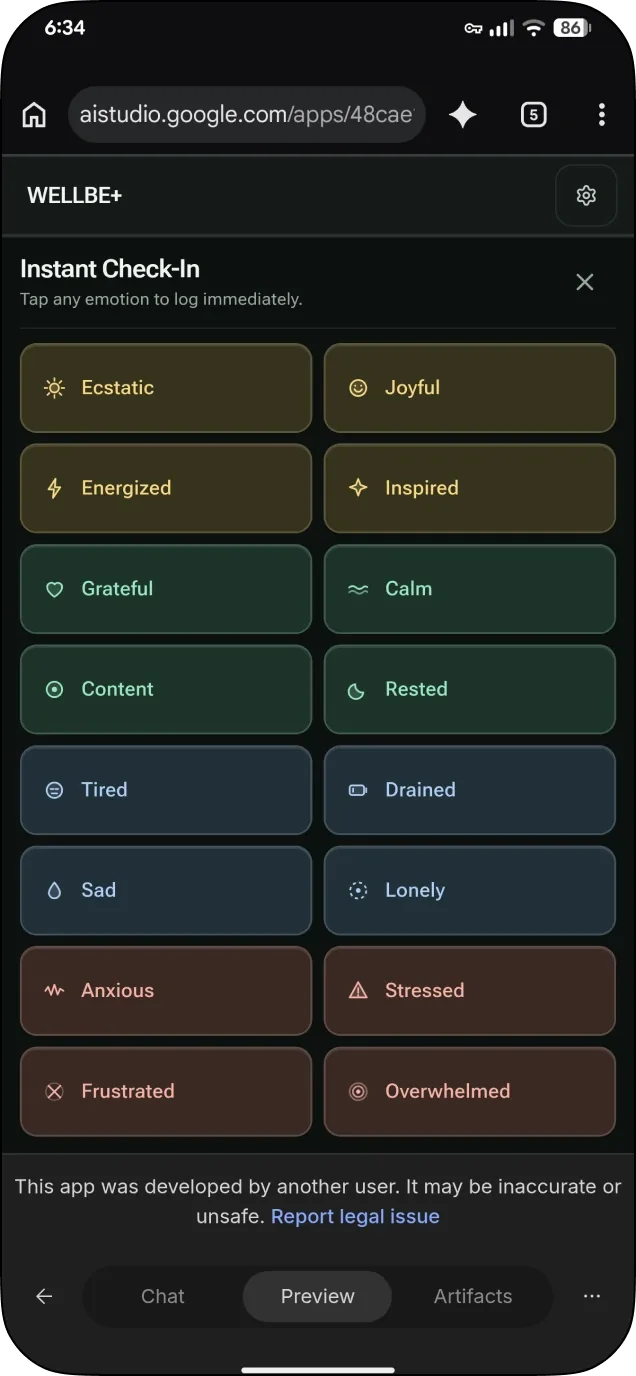 6:34
86
aistudio.google.com/apps/48cae
5
WELLBE+
Instant Check-In
Tap any emotion to log immediately.
Ecstatic
Joyful
Energized
Inspired
Grateful
Calm
Content
Rested
Tired
Drained
Sad
Lonely
Anxious
Stressed
Frustrated
Overwhelmed
This app was developed by another user. It may be inaccurate or
unsafe. Report legal issue
Chat
Preview
Artifacts